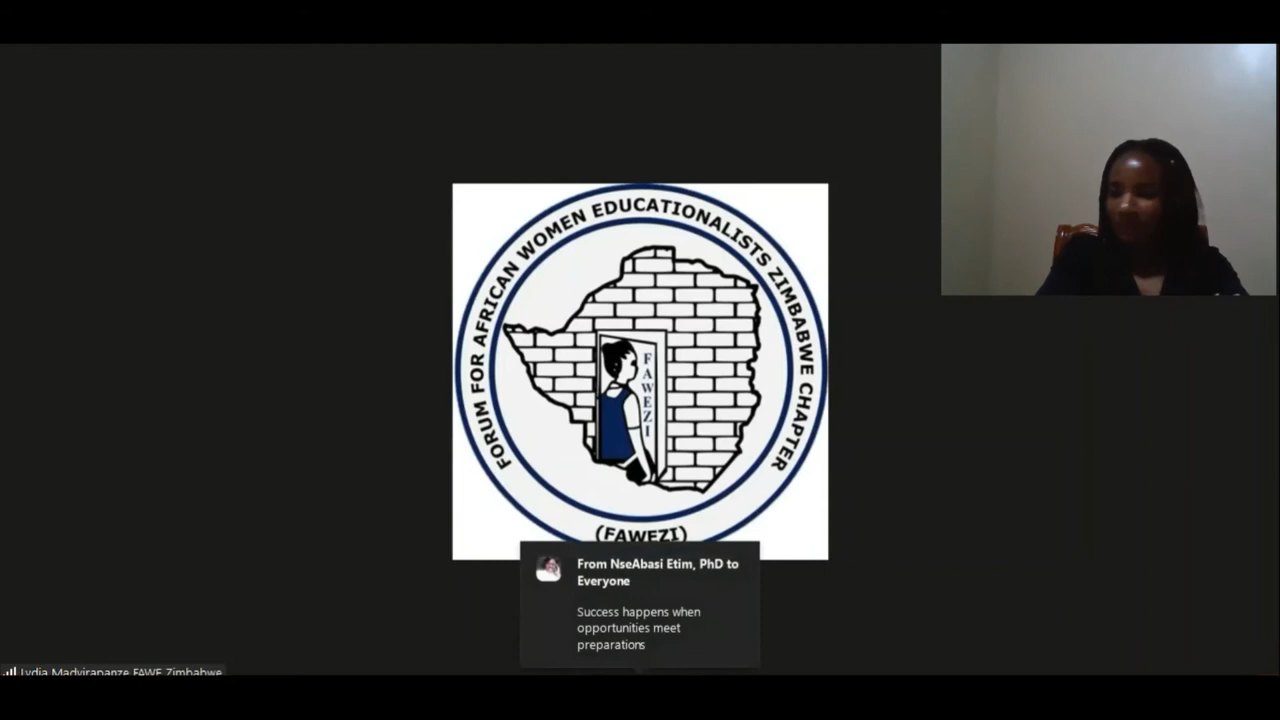 FORUM FOR AFRICAN WOMEN EDUCATIONALISTS ZIMBABWE CHAPTER
FAWEZI
(FAWEZI)
From NseAbasi Etim, PhD to
Everyone
Success happens when
opportunities meet
preparations
Lydia Madyirapanze FAWE Zimbabwe